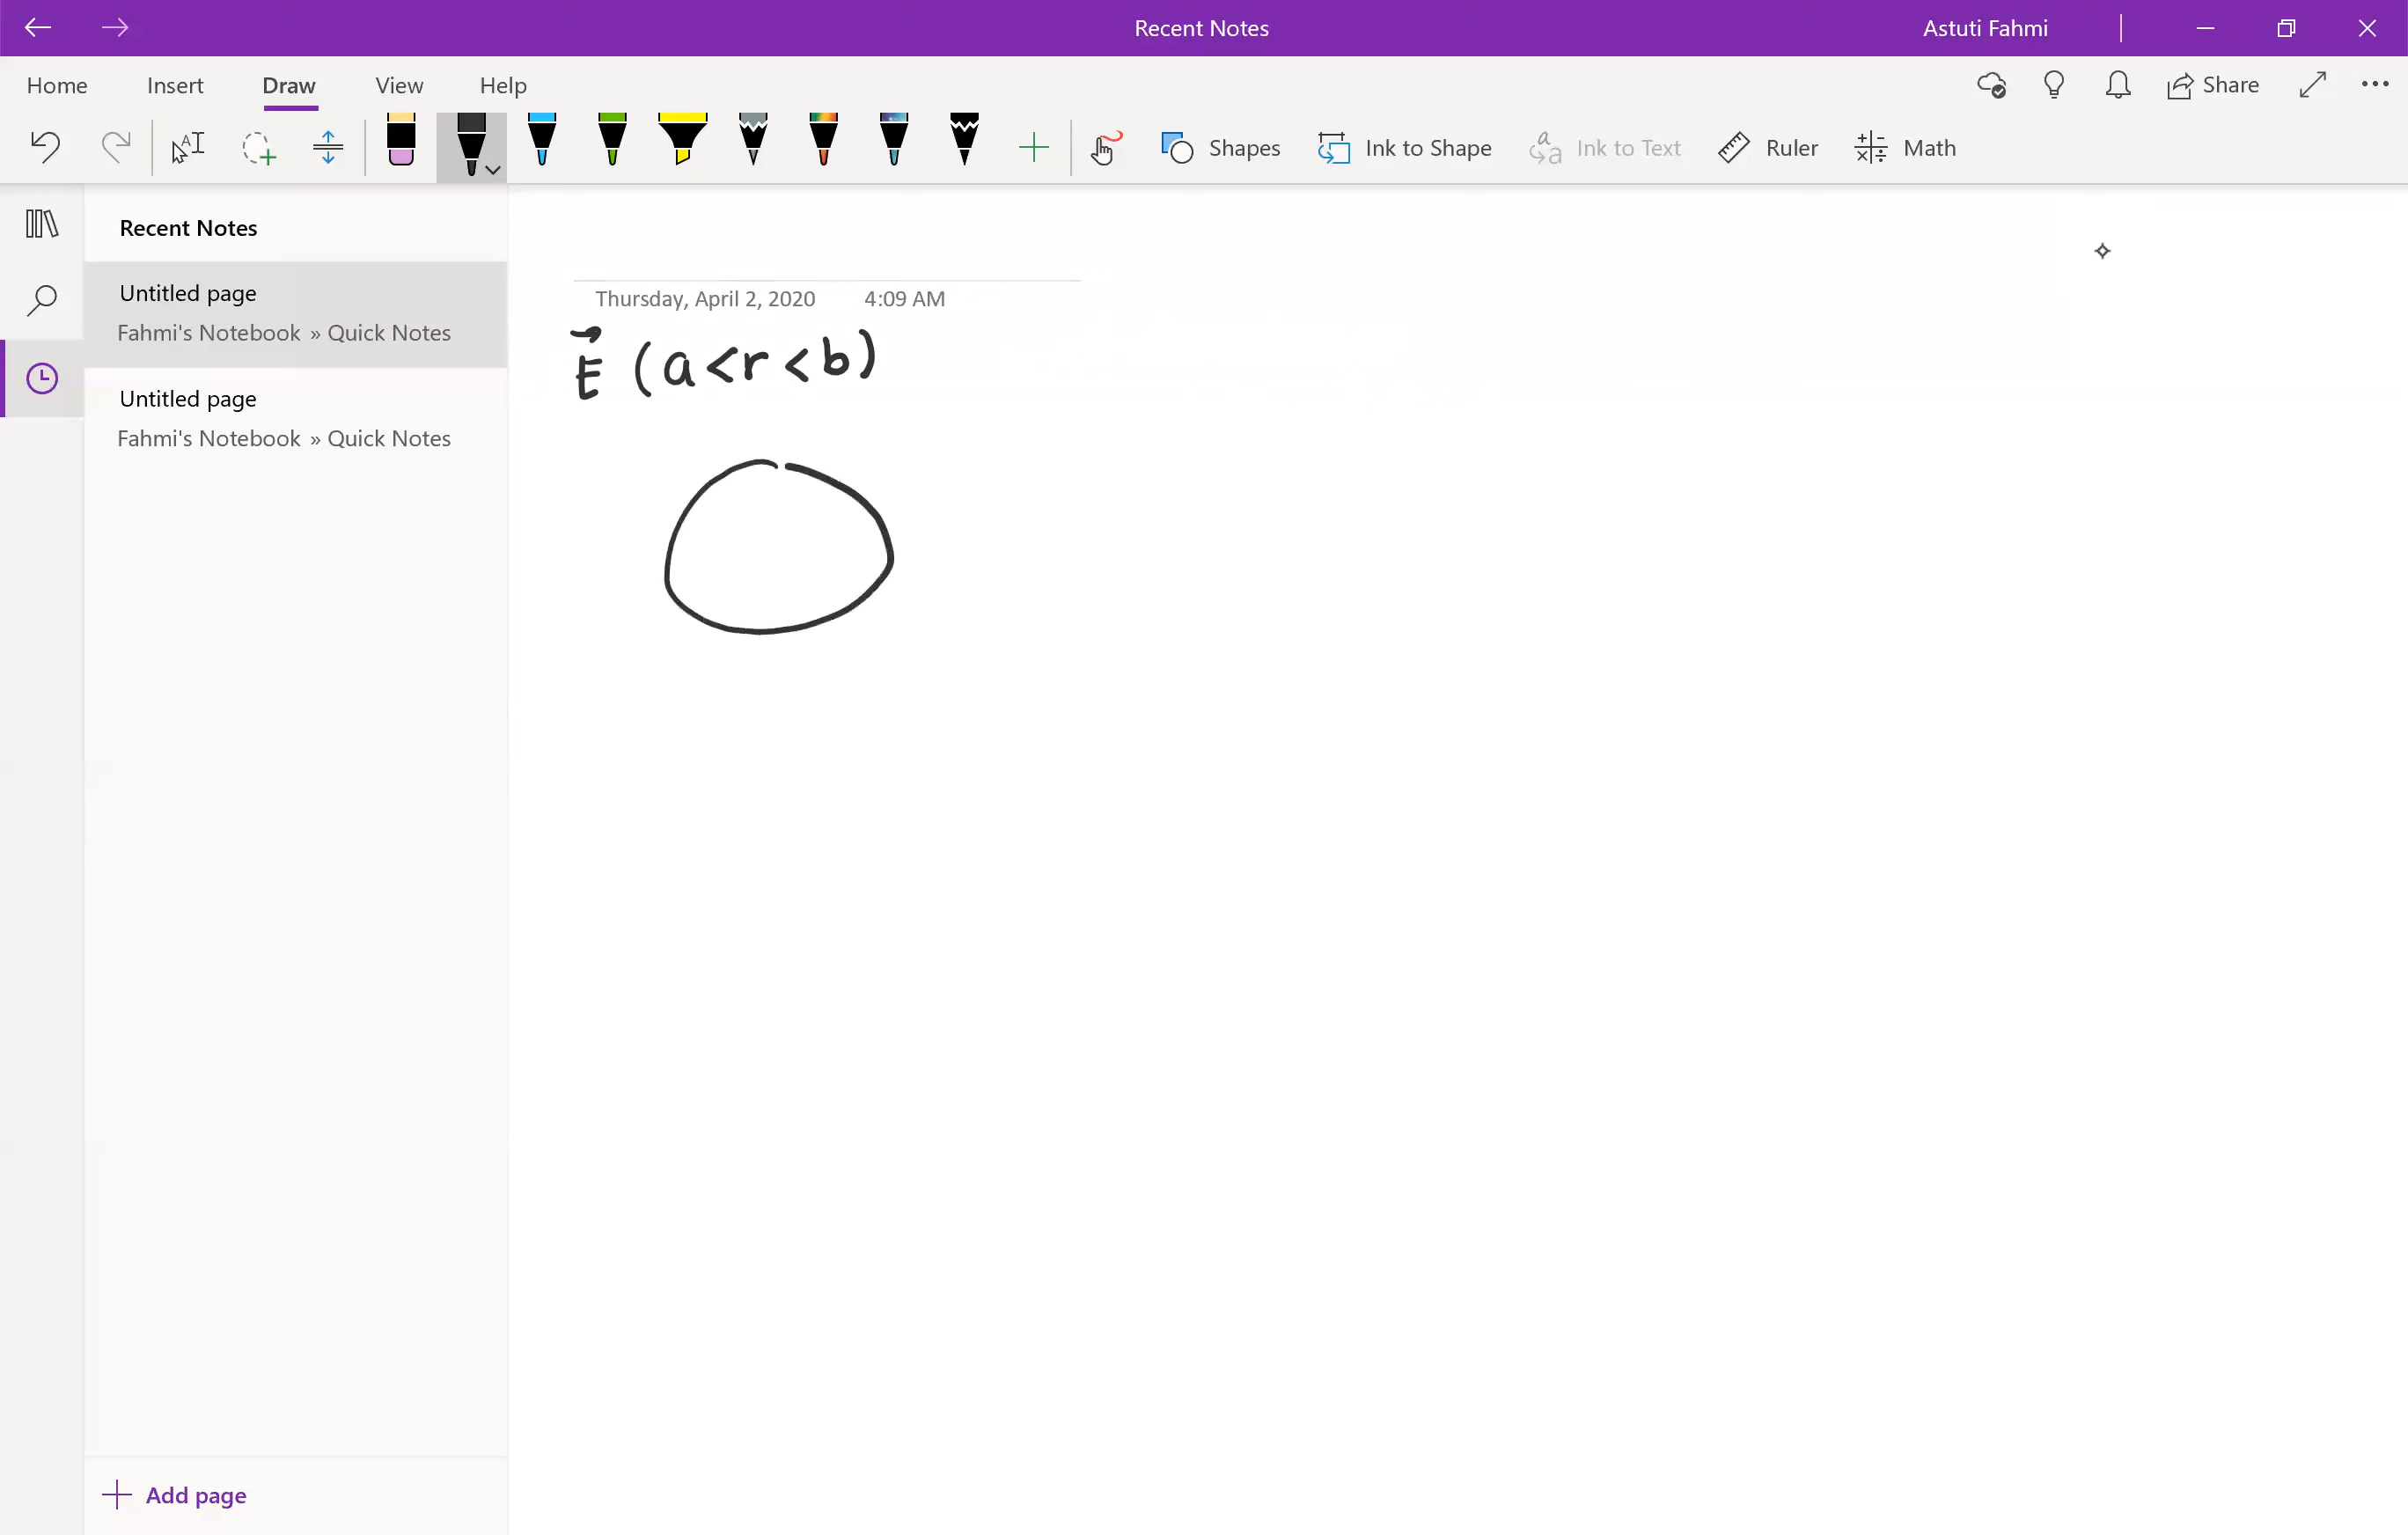 Recent Notes
Astuti Fahmi
Home Insert Draw View Help
Share
Shapes Ink to Shape Ink to Text Ruler Math
Recent Notes
Untitled page
Fahmi's Notebook » Quick Notes
Untitled page
Fahmi's Notebook » Quick Notes
Thursday, April 2, 2020 4:09 AM
E⃗ (a<r<b)
Add page